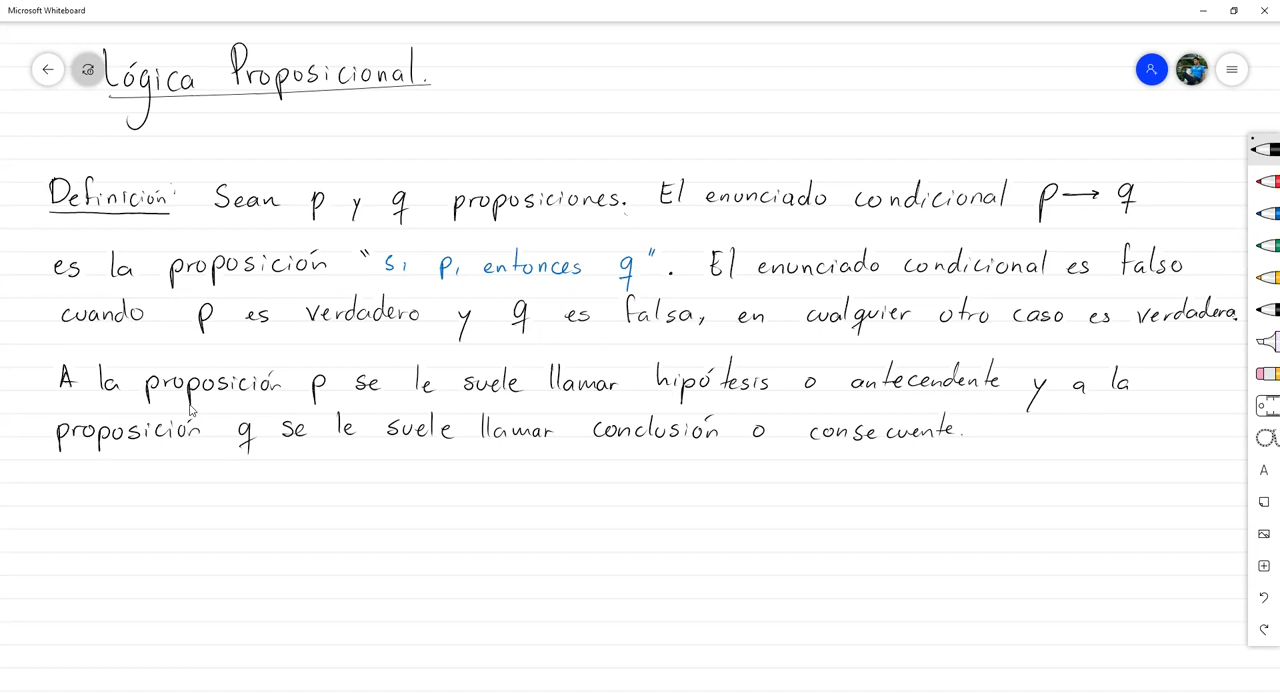 Microsoft Whiteboard
Lógica Proposicional.
Definición: Sean p y q proposiciones. El enunciado condicional p → q
es la proposición "si p, entonces q". El enunciado condicional es falso
cuando p es verdadero y q es falsa, en cualquier otro caso es verdadera.
A la proposición p se le suele llamar hipótesis o antecendente y a la
proposición q se le suele llamar conclusión o consecuente.
A